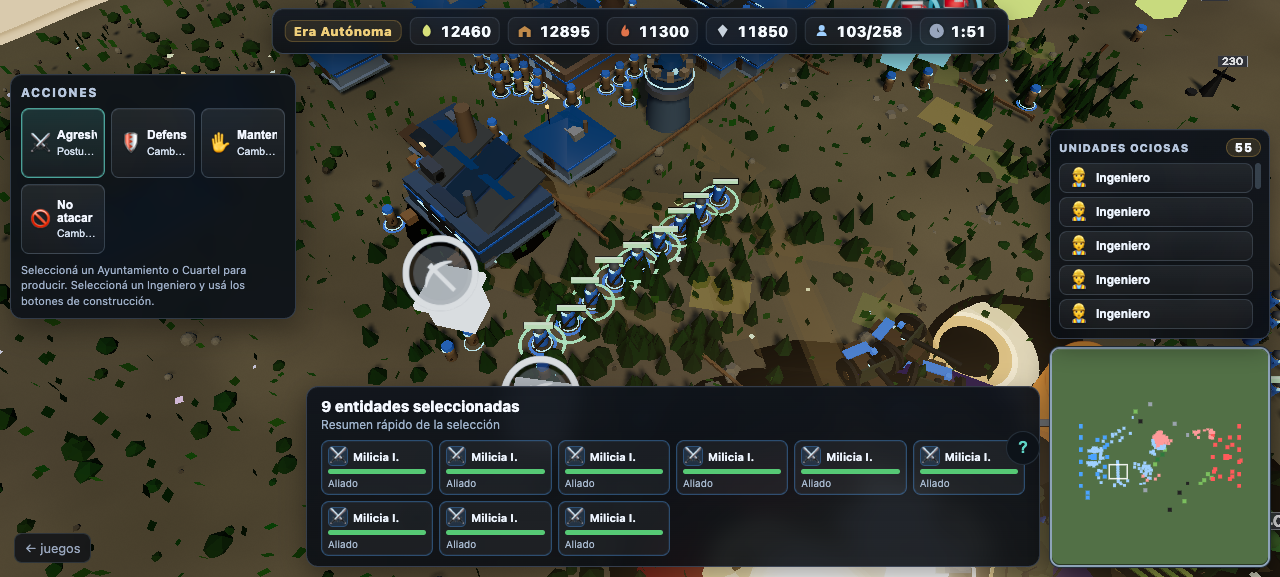 Era Autónoma
12460
12895
11300
11850
103/258
1:51
230
ACCIONES
Agresiv
Postu...
Defens
Camb...
Manten
Camb...
No atacar
Camb...
Seleccioná un Ayuntamiento o Cuartel para
producir. Seleccioná un Ingeniero y usá los
botones de construcción.
UNIDADES OCIOSAS
55
Ingeniero
Ingeniero
Ingeniero
Ingeniero
Ingeniero
9 entidades seleccionadas
Resumen rápido de la selección
?
Milicia I.
Aliado
Milicia I.
Aliado
Milicia I.
Aliado
Milicia I.
Aliado
Milicia I.
Aliado
Milicia I.
Aliado
Milicia I.
Aliado
Milicia I.
Aliado
Milicia I.
Aliado
← juegos